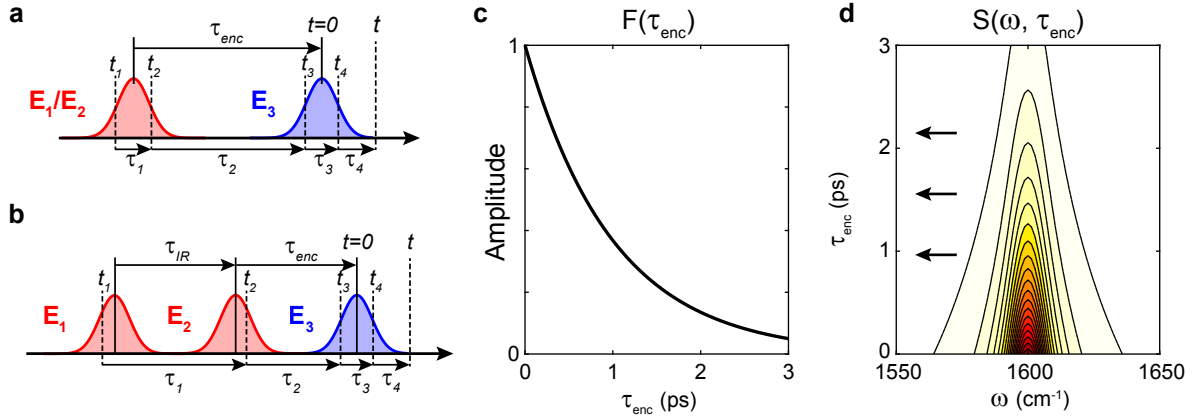 a
τenc
t=0
t
t1
t2
t3
t4
E1/E2
E3
τ1
τ2
τ3
τ4
b
τIR
τenc
t=0
t
t1
t2
t3
t4
E1
E2
E3
τ1
τ2
τ3
τ4
c
F(τenc)
Amplitude
1
0
0
1
2
3
τenc (ps)
d
S(ω, τenc)
τenc (ps)
3
2
1
0
1550
1600
1650
ω (cm-1)